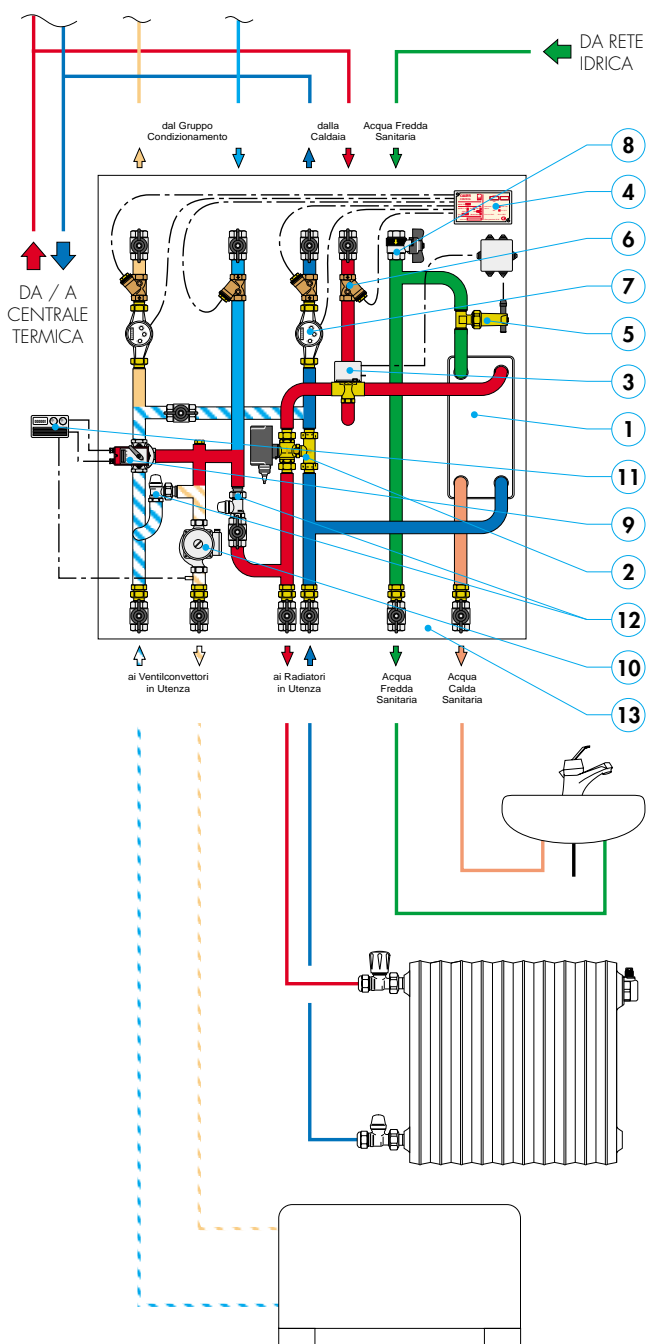 DA RETE
IDRICA
dal Gruppo
Condizionamento
dalla
Caldaia
Acqua Fredda
Sanitaria
8
4
6
7
5
3
1
11
9
2
12
10
13
DA / A
CENTRALE
TERMICA
ai Ventilconvettori
in Utenza
ai Radiatori
in Utenza
Acqua
Fredda
Sanitaria
Acqua
Calda
Sanitaria